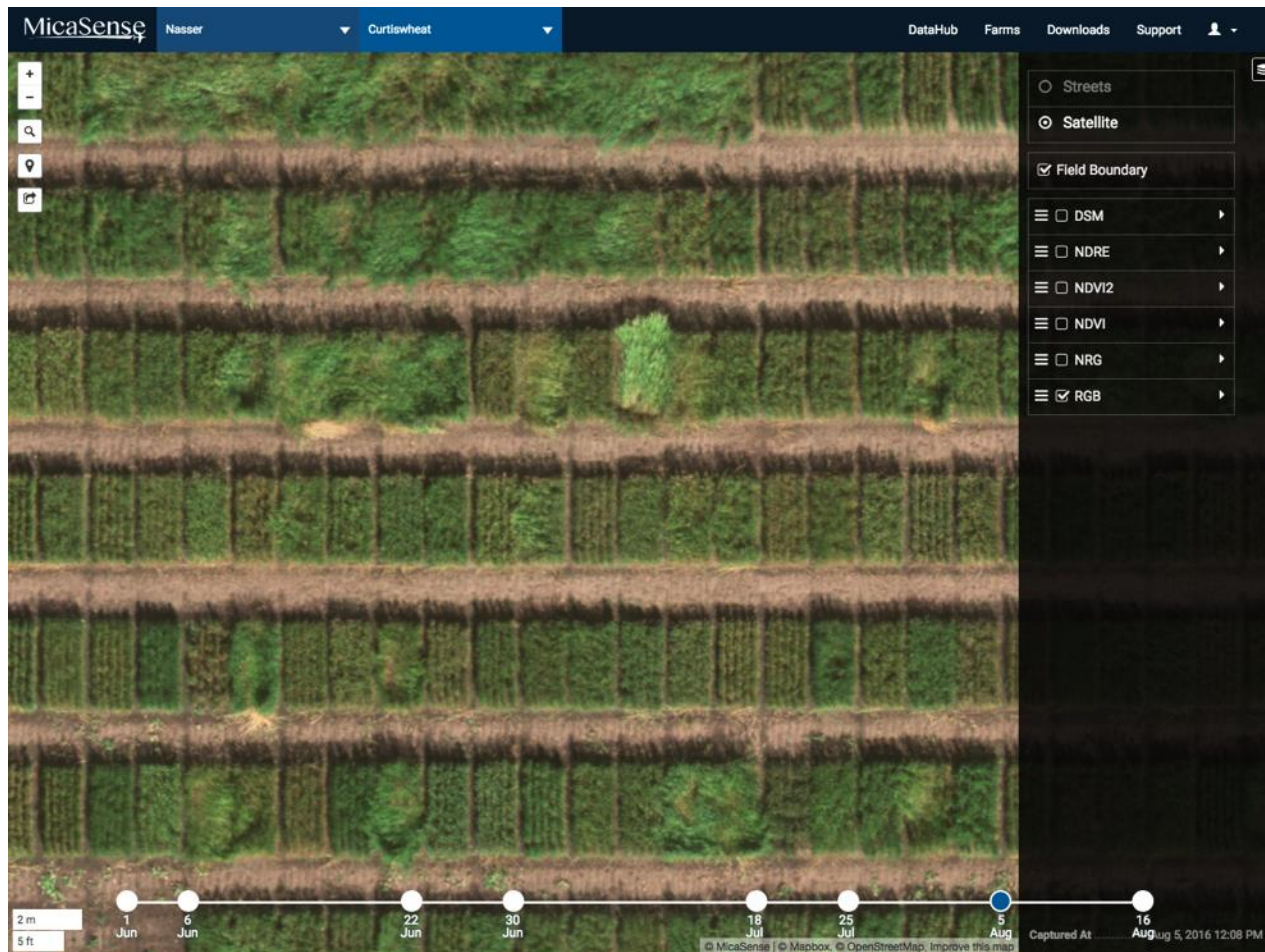 MicaSense
Nasser
Curtiswheat
DataHub
Farms
Downloads
Support
+
−
Streets
Satellite
Field Boundary
DSM
NDRE
NDVI2
NDVI
NRG
RGB
1
Jun
6
Jun
22
Jun
30
Jun
18
Jul
25
Jul
5
Aug
16
Aug
2 m
5 ft
Captured At ........... Aug 5, 2016 12:08 PM
© MicaSense | © Mapbox, © OpenStreetMap, Improve this map